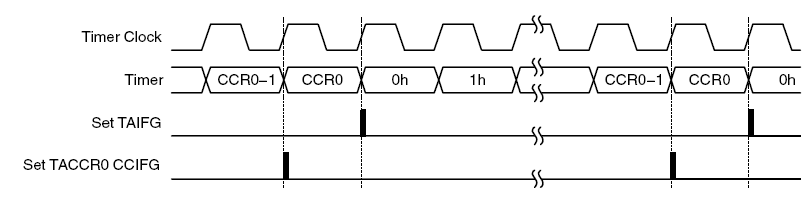 Timer Clock
Timer CCR0–1 CCR0 0h 1h CCR0–1 CCR0 0h
Set TAIFG
Set TACCR0 CCIFG